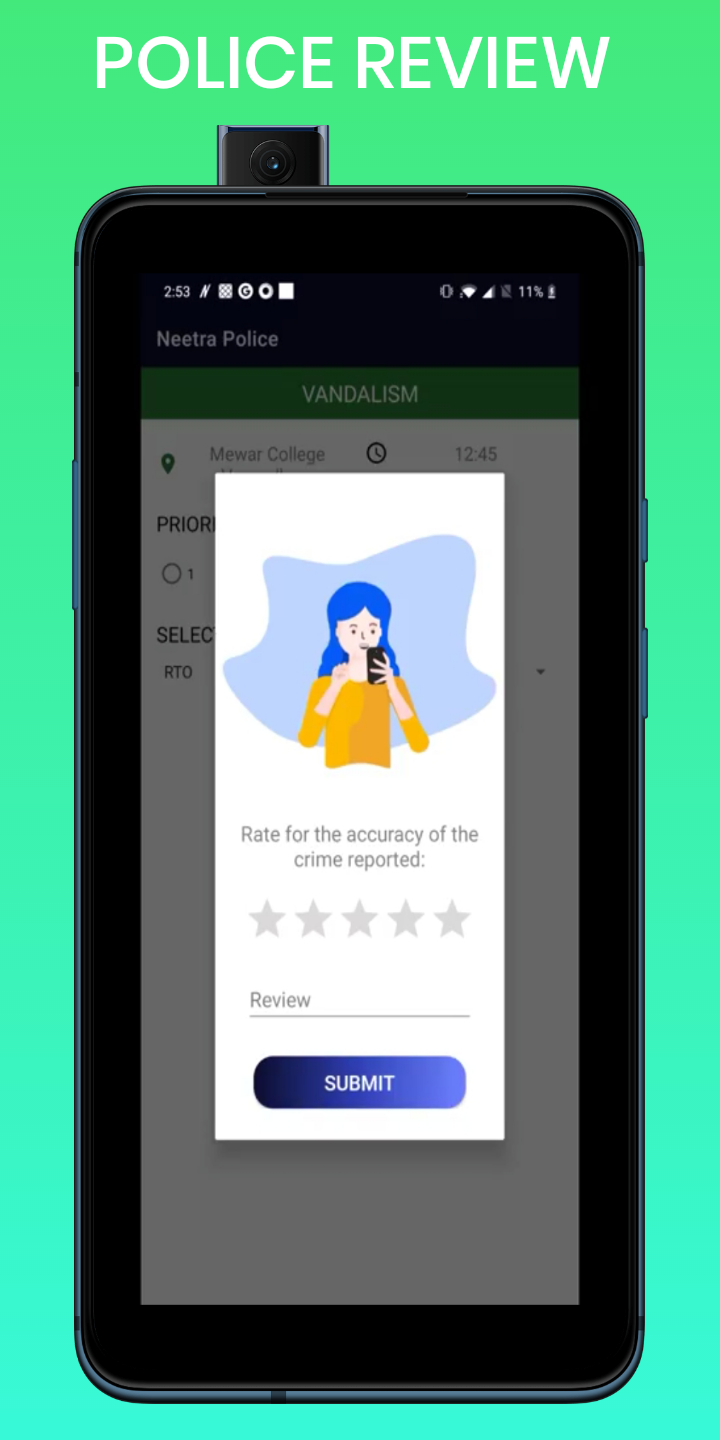 POLICE REVIEW
2:53
11%
Neetra Police
VANDALISM
Mewar College
12:45
PRIORI
1
SELEC
RTO
Rate for the accuracy of the
crime reported:
Review
SUBMIT